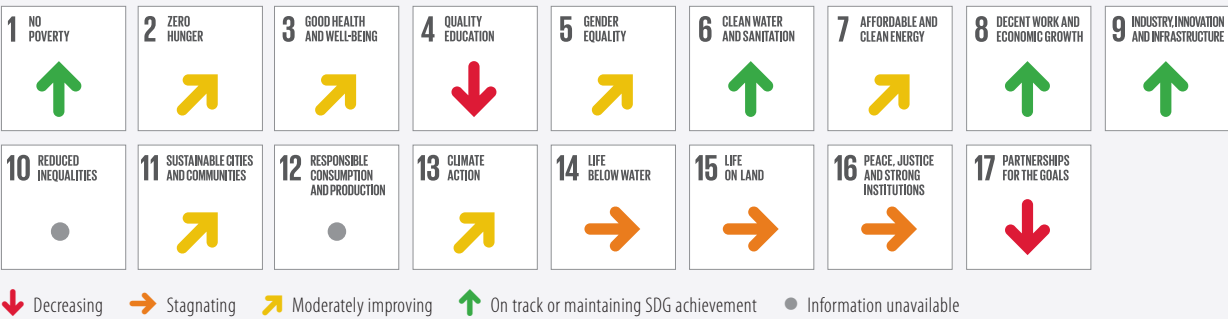 1 NO
POVERTY
2 ZERO
HUNGER
3 GOOD HEALTH
AND WELL-BEING
4 QUALITY
EDUCATION
5 GENDER
EQUALITY
6 CLEAN WATER
AND SANITATION
7 AFFORDABLE AND
CLEAN ENERGY
8 DECENT WORK AND
ECONOMIC GROWTH
9 INDUSTRY, INNOVATION
AND INFRASTRUCTURE
10 REDUCED
INEQUALITIES
11 SUSTAINABLE CITIES
AND COMMUNITIES
12 RESPONSIBLE
CONSUMPTION
AND PRODUCTION
13 CLIMATE
ACTION
14 LIFE
BELOW WATER
15 LIFE
ON LAND
16 PEACE, JUSTICE
AND STRONG
INSTITUTIONS
17 PARTNERSHIPS
FOR THE GOALS
Decreasing Stagnating Moderately improving On track or maintaining SDG achievement Information unavailable